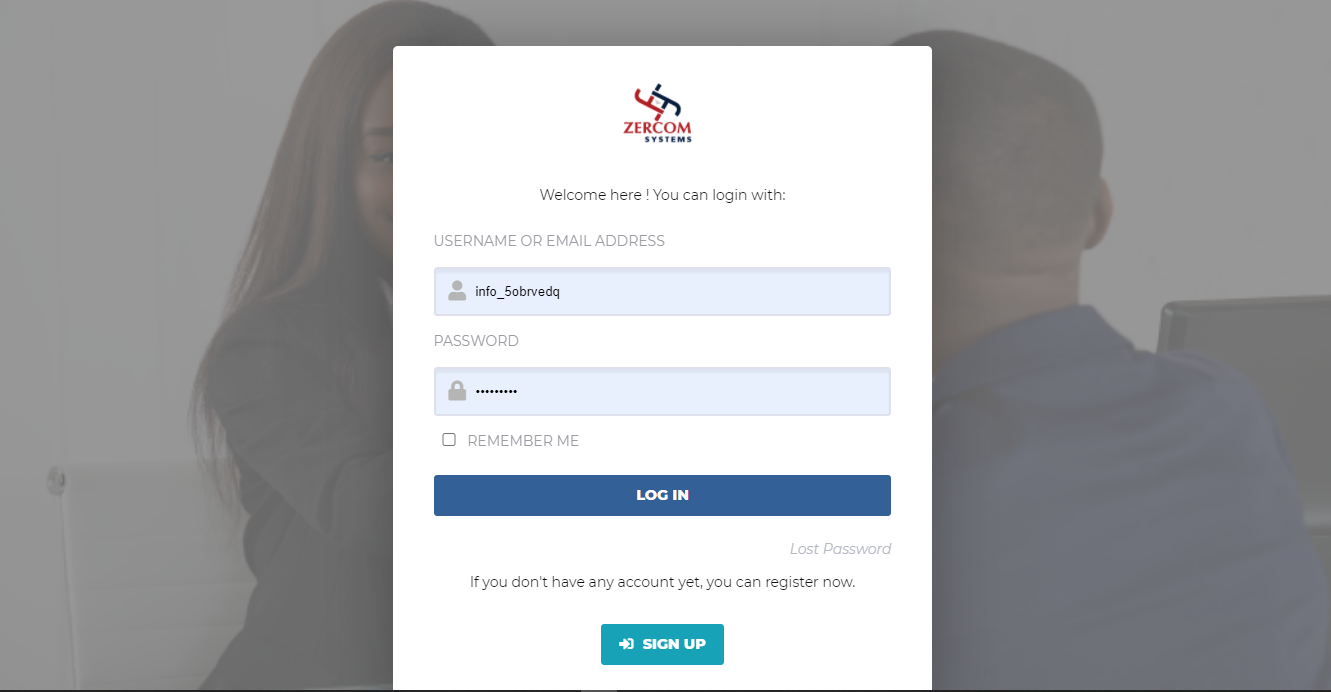 ZERCOM
SYSTEMS
Welcome here ! You can login with:
USERNAME OR EMAIL ADDRESS
info_5obrvedq
PASSWORD
•••••••••
REMEMBER ME
LOG IN
Lost Password
If you don't have any account yet, you can register now.
SIGN UP